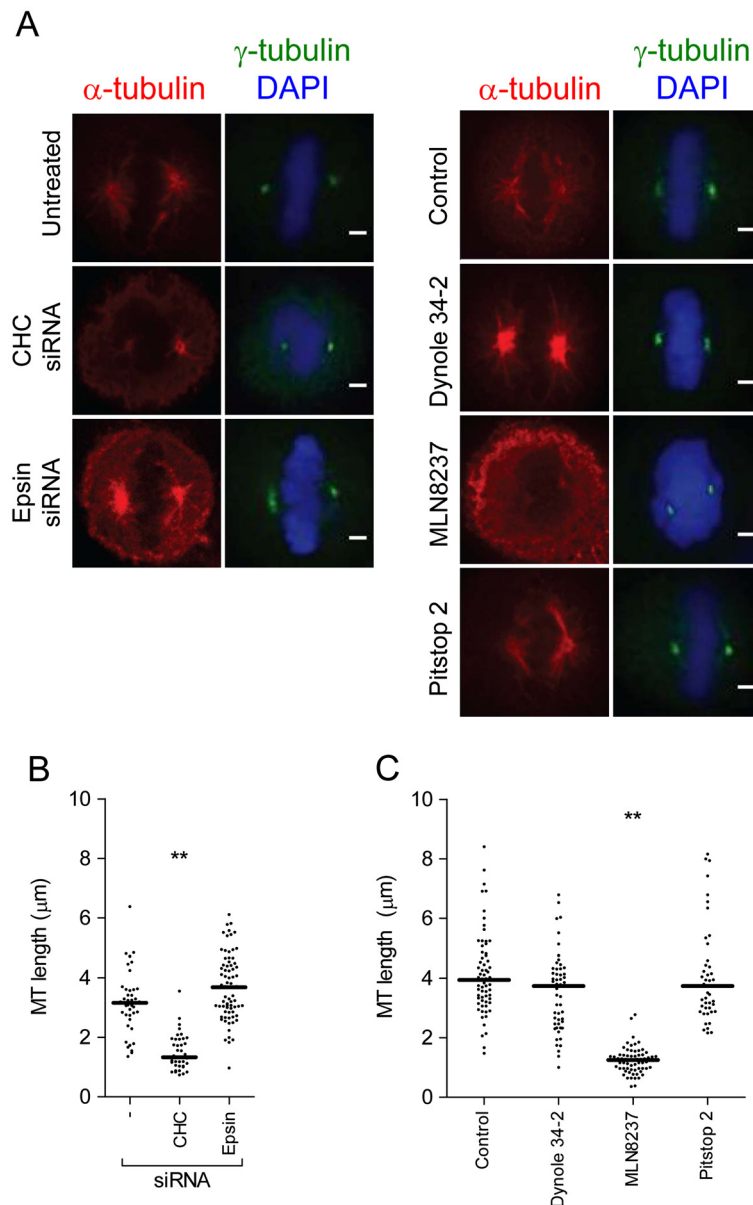 A
α-tubulin
γ-tubulin
DAPI
Untreated
CHC
siRNA
Epsin
siRNA
α-tubulin
γ-tubulin
DAPI
Control
Dynole 34-2
MLN8237
Pitstop 2
B
MT length (μm)
10
8
6
4
2
0
**
-
CHC
Epsin
siRNA
C
MT length (μm)
10
8
6
4
2
0
**
Control
Dynole 34-2
MLN8237
Pitstop 2